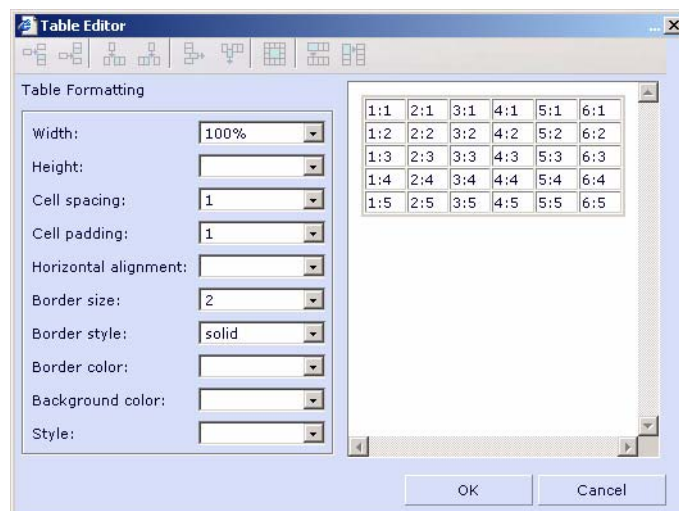 Table Editor
Table Formatting
Width: 100%
Height:
Cell spacing: 1
Cell padding: 1
Horizontal alignment:
Border size: 2
Border style: solid
Border color:
Background color:
Style:
1:1 2:1 3:1 4:1 5:1 6:1
1:2 2:2 3:2 4:2 5:2 6:2
1:3 2:3 3:3 4:3 5:3 6:3
1:4 2:4 3:4 4:4 5:4 6:4
1:5 2:5 3:5 4:5 5:5 6:5
OK Cancel